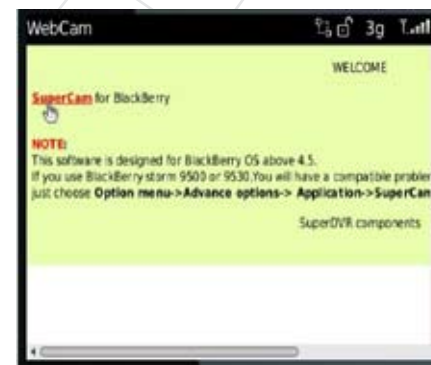 WebCam 3g
WELCOME
SuperCam for BlackBerry
NOTE:
This software is designed for BlackBerry OS above 4.5.
If you use BlackBerry storm 9500 or 9530.You will have a compatible
just choose Option menu->Advance options-> Application->SuperCam
SuperDVR components